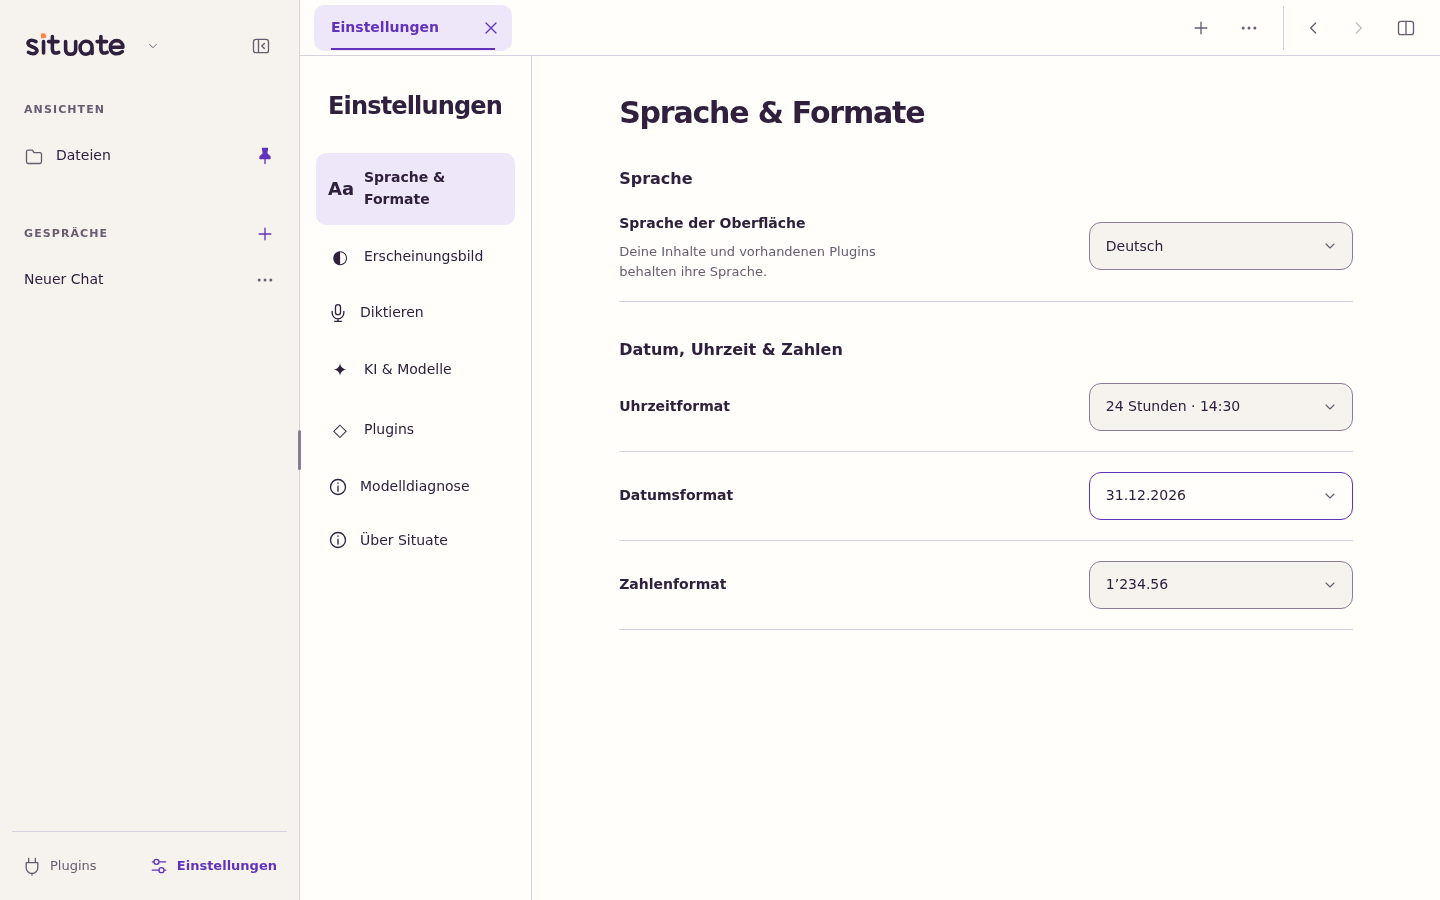 situate
ANSICHTEN
Dateien
GESPRÄCHE
Neuer Chat
Plugins
Einstellungen
Einstellungen
Einstellungen
Aa Sprache &
Formate
Erscheinungsbild
Diktieren
KI & Modelle
Plugins
Modelldiagnose
Über Situate
Sprache & Formate
Sprache
Sprache der Oberfläche
Deine Inhalte und vorhandenen Plugins
behalten ihre Sprache.
Deutsch
Datum, Uhrzeit & Zahlen
Uhrzeitformat
24 Stunden · 14:30
Datumsformat
31.12.2026
Zahlenformat
1’234.56